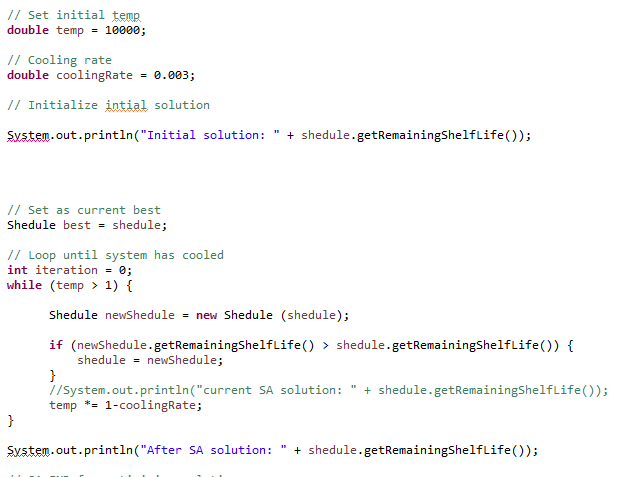 // Set initial temp
double temp = 10000;
// Cooling rate
double coolingRate = 0.003;
// Initialize intial solution
System.out.println("Initial solution: " + shedule.getRemainingShelfLife());
// Set as current best
Shedule best = shedule;
// Loop until system has cooled
int iteration = 0;
while (temp > 1) {
Shedule newShedule = new Shedule (shedule);
if (newShedule.getRemainingShelfLife() > shedule.getRemainingShelfLife()) {
shedule = newShedule;
}
//System.out.println("current SA solution: " + shedule.getRemainingShelfLife());
temp *= 1-coolingRate;
}
System.out.println("After SA solution: " + shedule.getRemainingShelfLife());